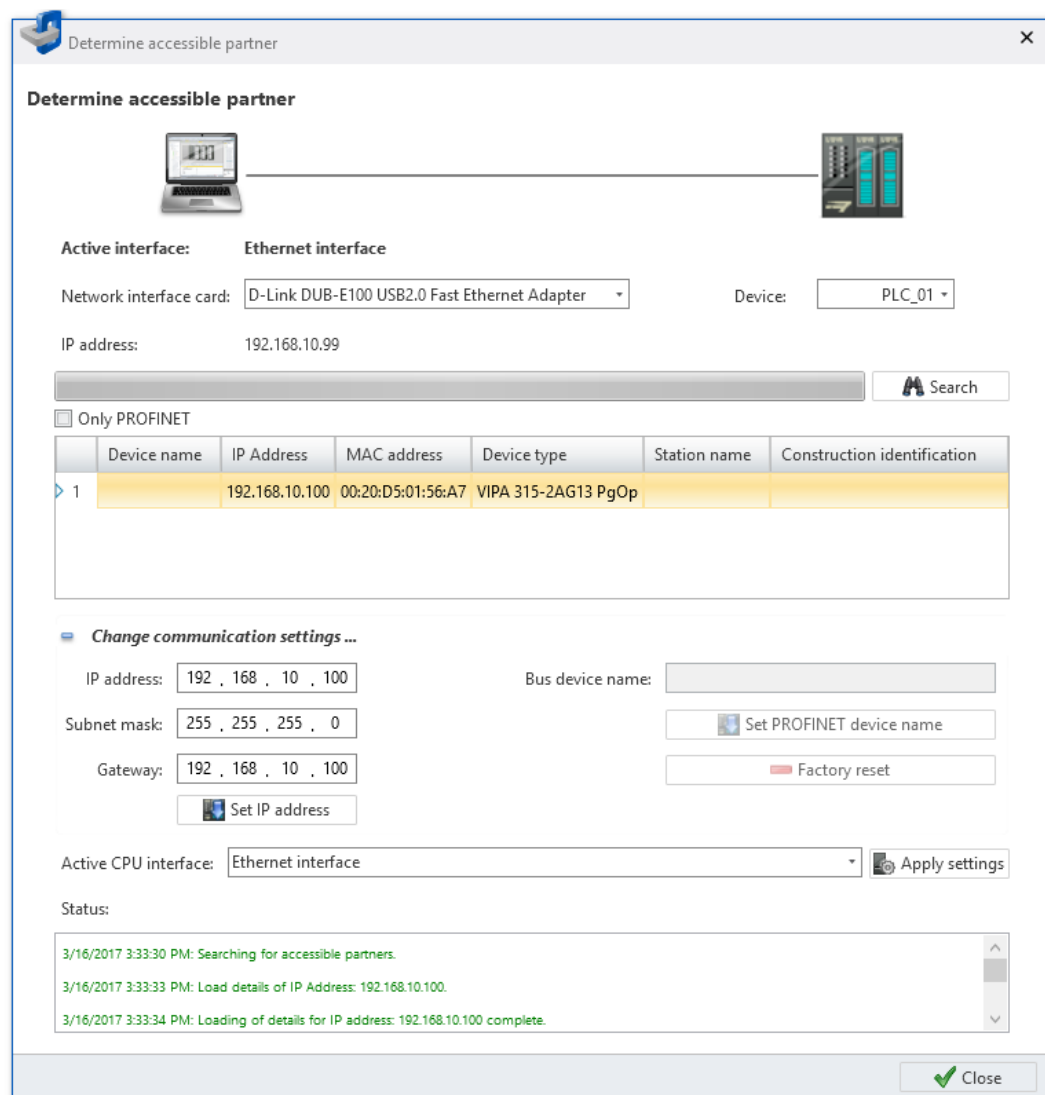 Determine accessible partner
Determine accessible partner
Active interface: Ethernet interface
Network interface card: D-Link DUB-E100 USB2.0 Fast Ethernet Adapter Device: PLC_01
IP address: 192.168.10.99
Search
Only PROFINET
Device name IP Address MAC address Device type Station name Construction identification
1 192.168.10.100 00:20:D5:01:56:A7 VIPA 315-2AG13 PgOp
Change communication settings ...
IP address: 192 . 168 . 10 . 100 Bus device name:
Subnet mask: 255 . 255 . 255 . 0 Set PROFINET device name
Gateway: 192 . 168 . 10 . 100 Factory reset
Set IP address
Active CPU interface: Ethernet interface Apply settings
Status:
3/16/2017 3:33:30 PM: Searching for accessible partners.
3/16/2017 3:33:33 PM: Load details of IP Address: 192.168.10.100.
3/16/2017 3:33:34 PM: Loading of details for IP address: 192.168.10.100 complete.
Close